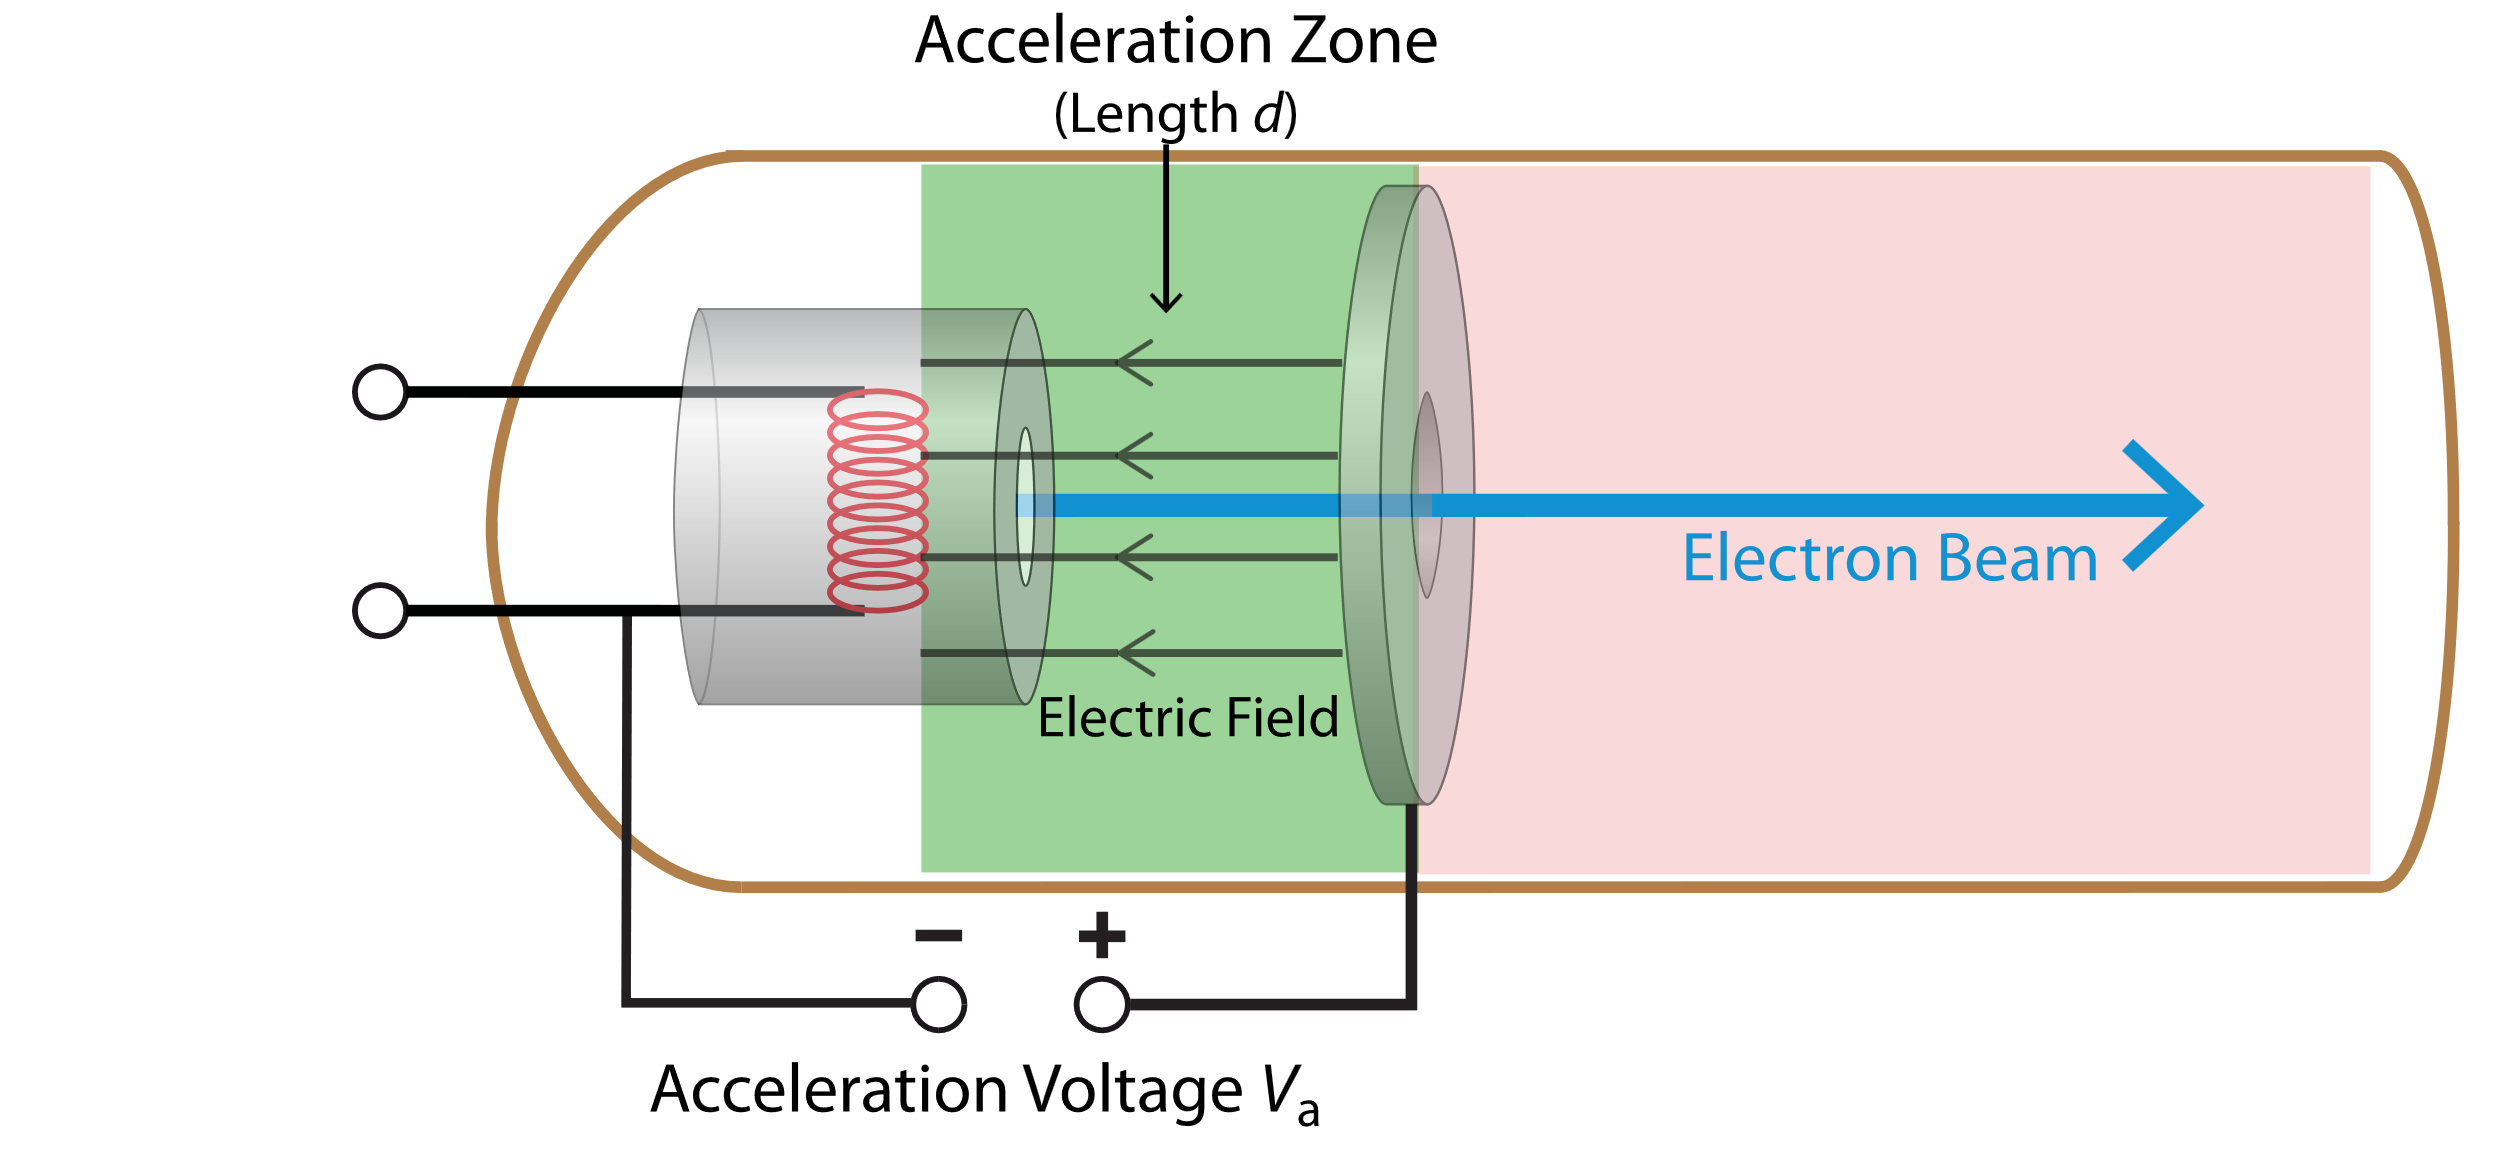 Acceleration Zone
(Length d)
Electron Beam
Electric Field
− +
Acceleration Voltage Va